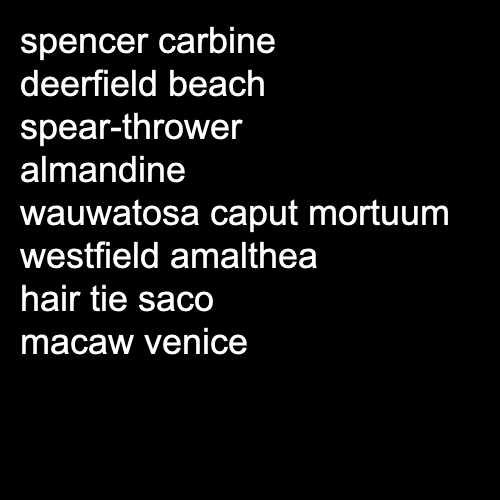 spencer carbine
deerfield beach
spear-thrower
almandine
wauwatosa caput mortuum
westfield amalthea
hair tie saco
macaw venice